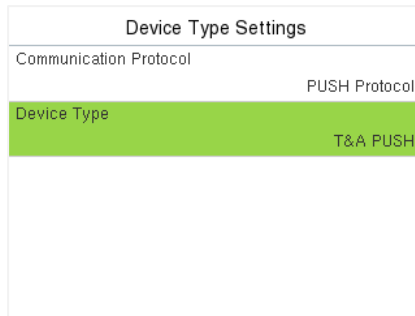 Device Type Settings
Communication Protocol
PUSH Protocol
Device Type
T&A PUSH